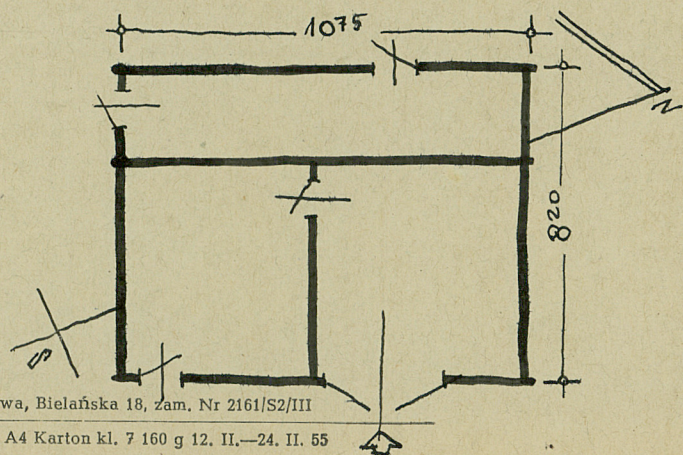 10⁷⁵
N
8²⁰
S
wa, Bielańska 18, zam. Nr 2161/S2/III
A4 Karton kl. 7 160 g 12. II.—24. II. 55